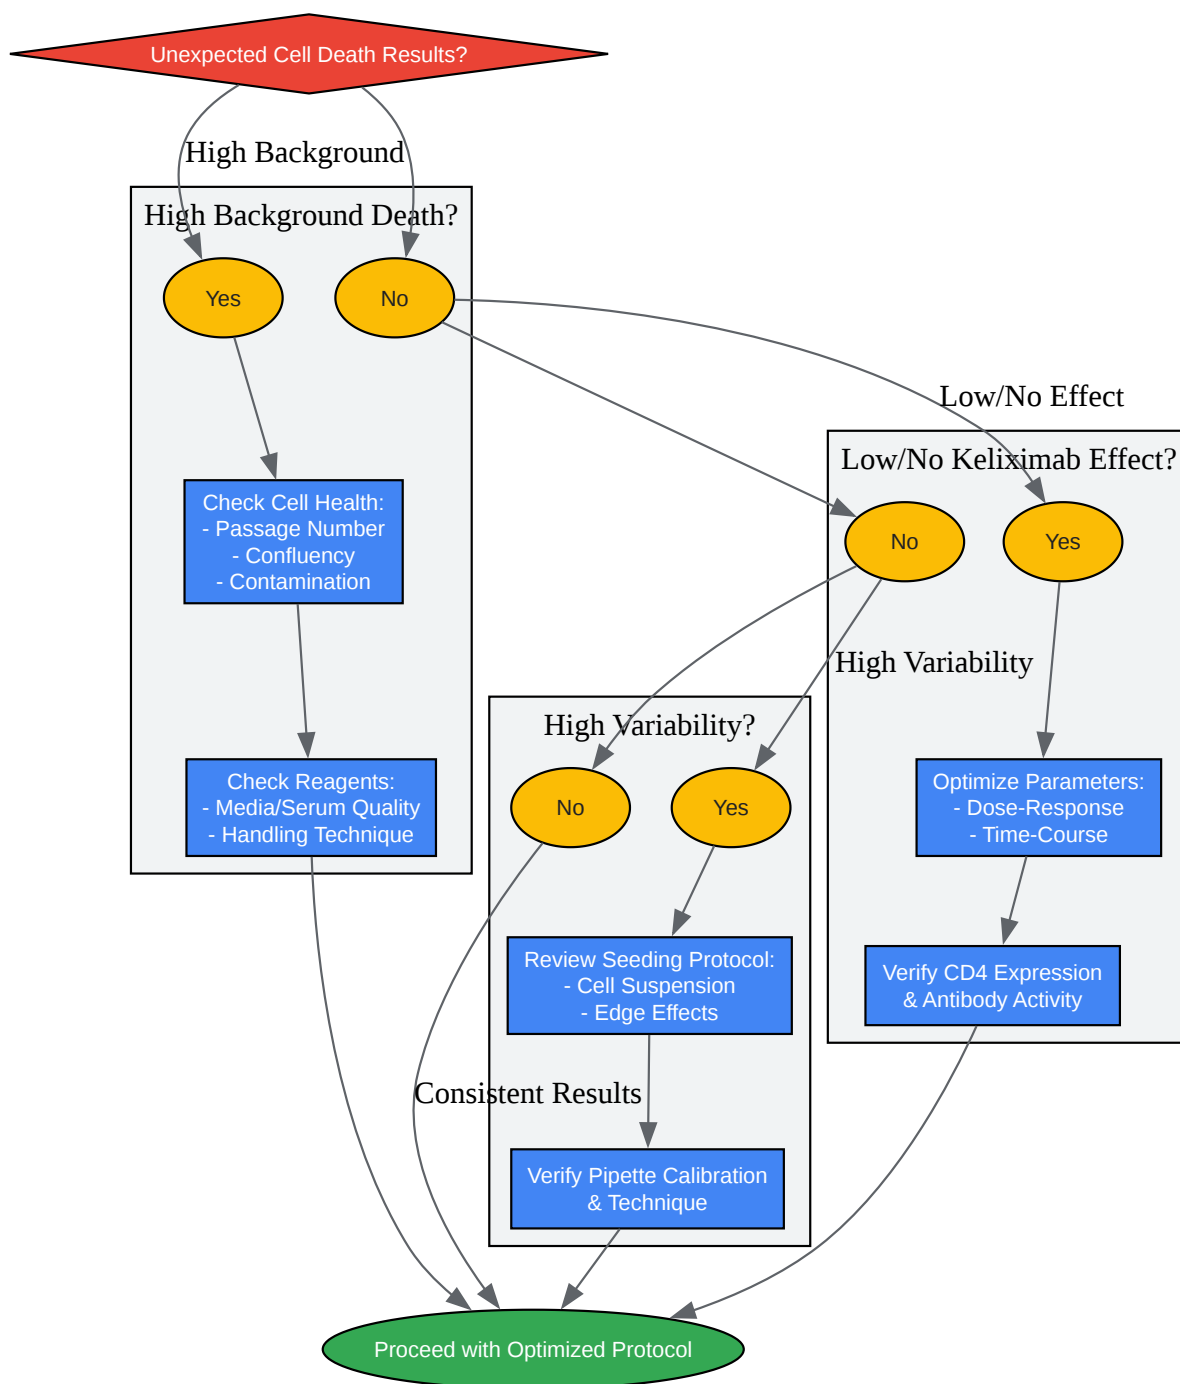 Unexpected Cell Death Results?
High Background
High Background Death?
Yes
No
Low/No Effect
Low/No Keliximab Effect?
Check Cell Health:
- Passage Number
- Confluency
- Contamination
No
Yes
High Variability
High Variability?
Check Reagents:
- Media/Serum Quality
- Handling Technique
No
Yes
Optimize Parameters:
- Dose-Response
- Time-Course
Review Seeding Protocol:
- Cell Suspension
- Edge Effects
Verify CD4 Expression
& Antibody Activity
Consistent Results
Verify Pipette Calibration
& Technique
Proceed with Optimized Protocol